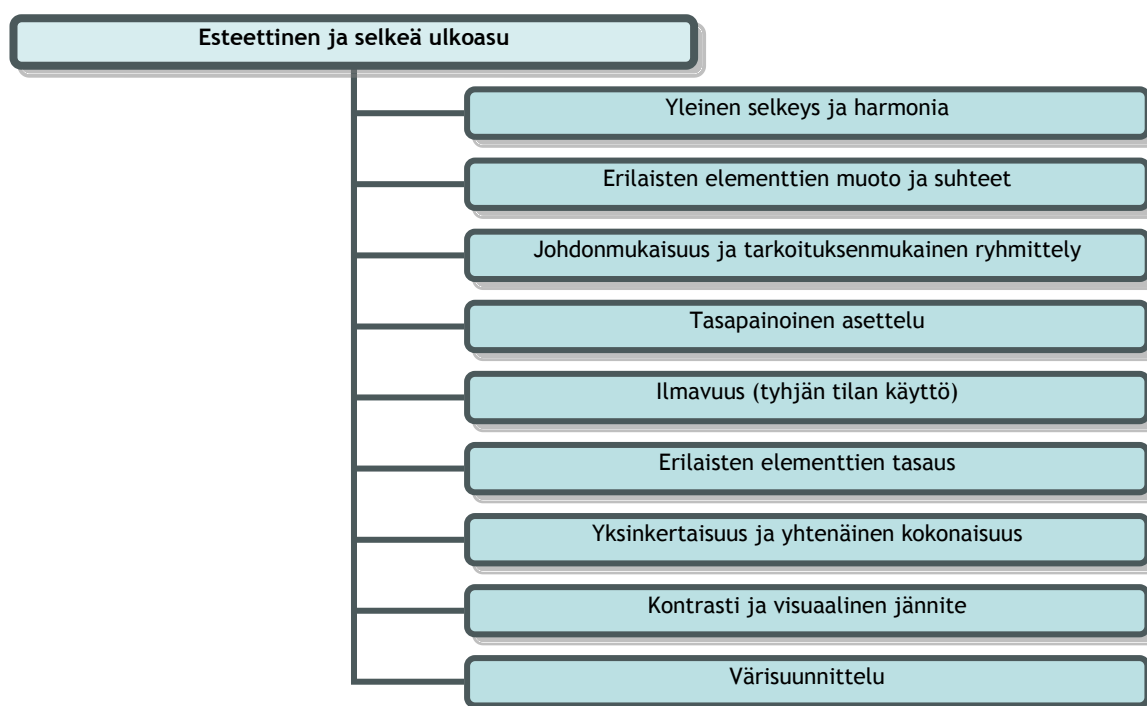 Esteettinen ja selkeä ulkoasu
Yleinen selkeys ja harmonia
Erilaisten elementtien muoto ja suhteet
Johdonmukaisuus ja tarkoituksenmukainen ryhmittely
Tasapainoinen asettelu
Ilmavuus (tyhjän tilan käyttö)
Erilaisten elementtien tasaus
Yksinkertaisuus ja yhtenäinen kokonaisuus
Kontrasti ja visuaalinen jännite
Värisuunnittelu